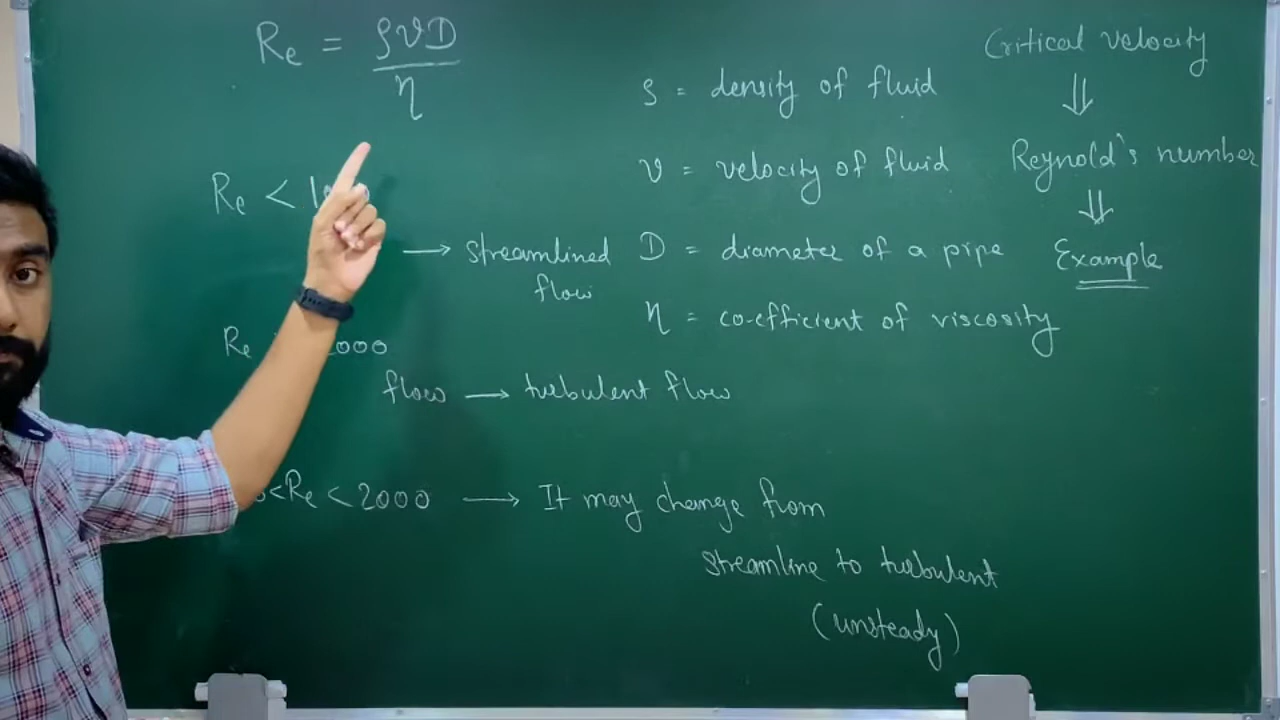 Re = ρvD / η
Re <
→ streamlined flow
Re 2000
flow → turbulent flow
<Re < 2000 → It may change from
streamline to turbulent
(unsteady)
ρ = density of fluid
v = velocity of fluid
D = diameter of a pipe
η = co-efficient of viscosity
Critical velocity
⇓
Reynold's number
⇓
Example